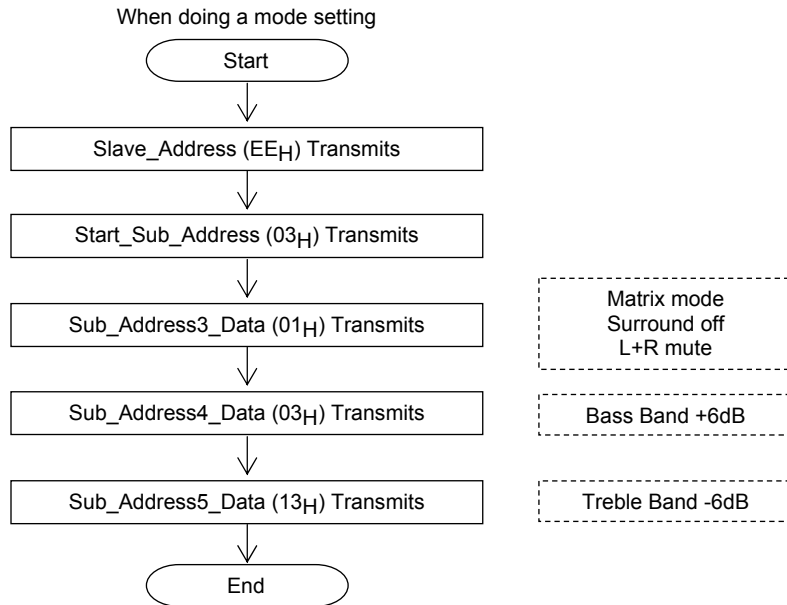 When doing a mode setting
Start
Slave_Address (EEH) Transmits
Start_Sub_Address (03H) Transmits
Sub_Address3_Data (01H) Transmits
Matrix mode
Surround off
L+R mute
Sub_Address4_Data (03H) Transmits
Bass Band +6dB
Sub_Address5_Data (13H) Transmits
Treble Band -6dB
End